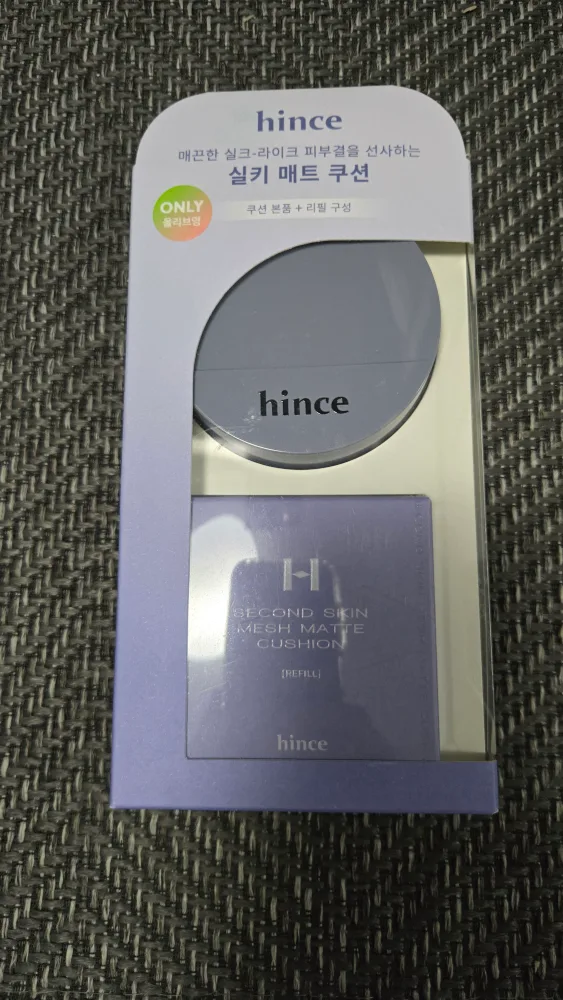 hince
매끈한 실크-라이크 피부결을 선사하는
실키 매트 쿠션
ONLY
올리브영
쿠션 본품 + 리필 구성
hince
H
SECOND SKIN
MESH MATTE
CUSHION
[REFILL]
hince